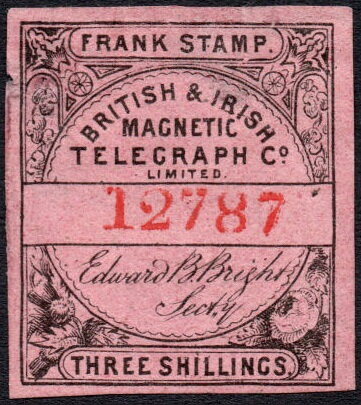 FRANK STAMP.
BRITISH & IRISH
MAGNETIC
TELEGRAPH Co.
LIMITED.
12787
Edward B. Bright
Secty
THREE SHILLINGS.